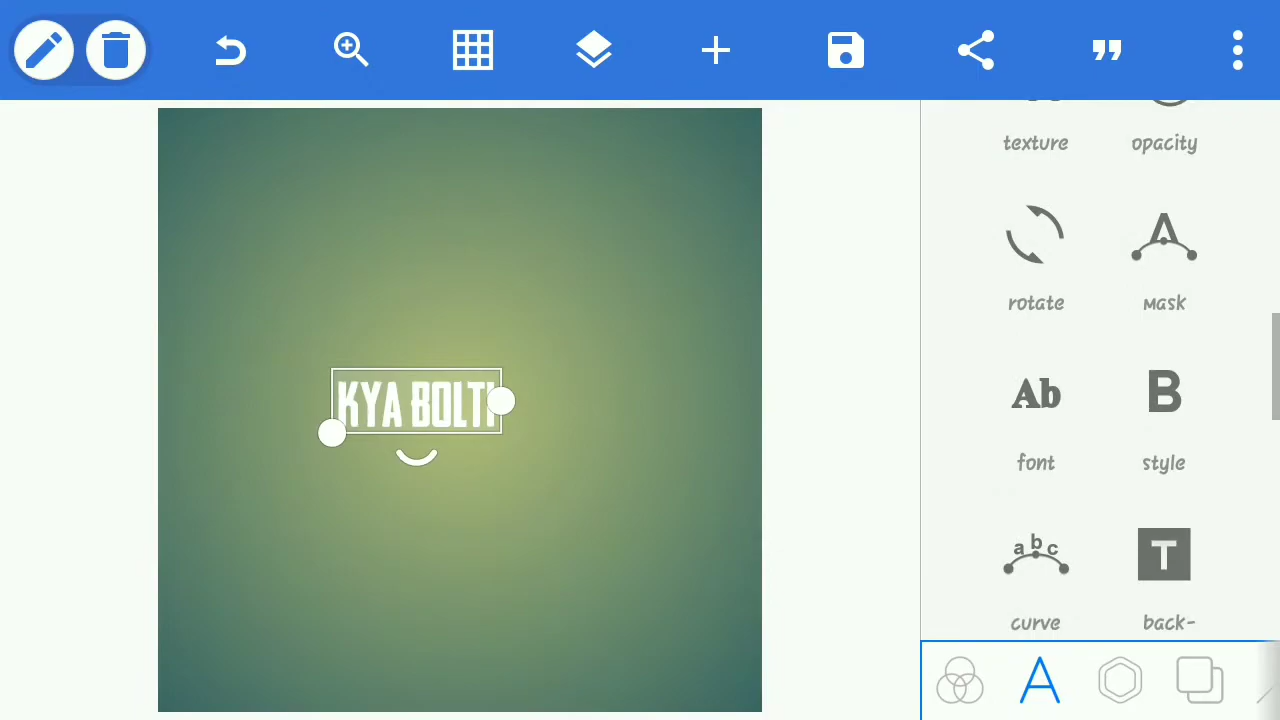 texture opacity
rotate Mask
KYA BOLTI
Ab B
font style
abc T
curve back-
A